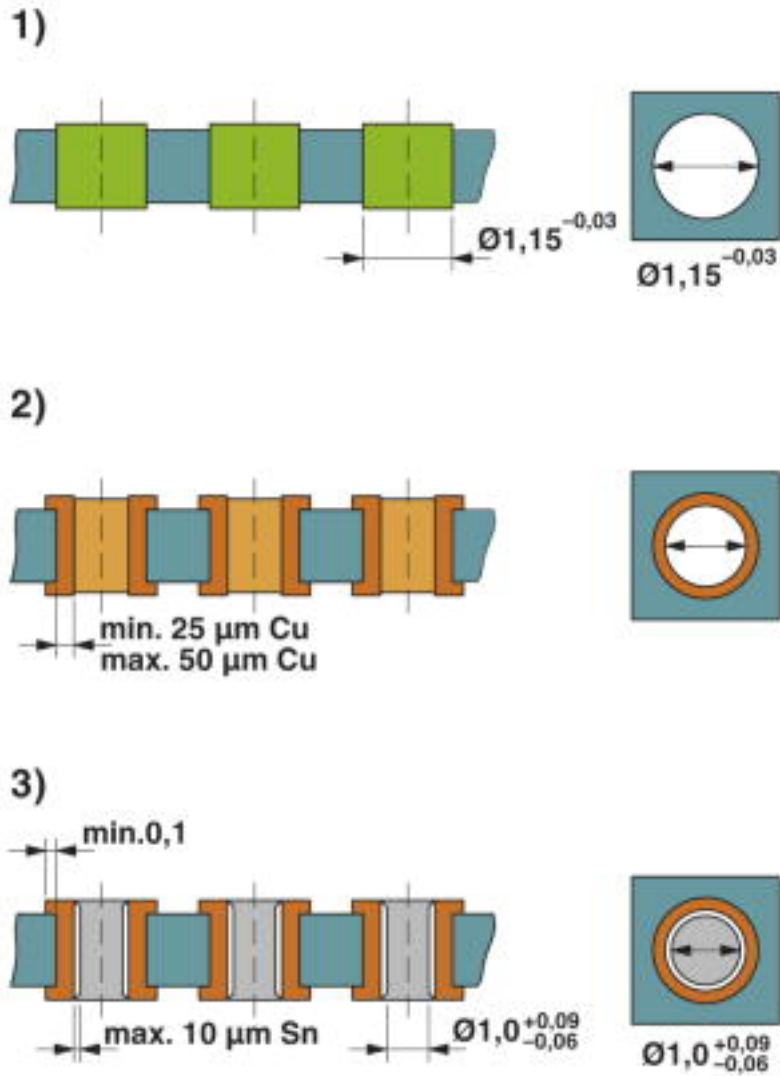 1)
Ø1,15 –0,03
Ø1,15 –0,03
2)
min. 25 µm Cu
max. 50 µm Cu
3)
min.0,1
max. 10 µm Sn
Ø1,0 +0,09 –0,06
Ø1,0 +0,09 –0,06